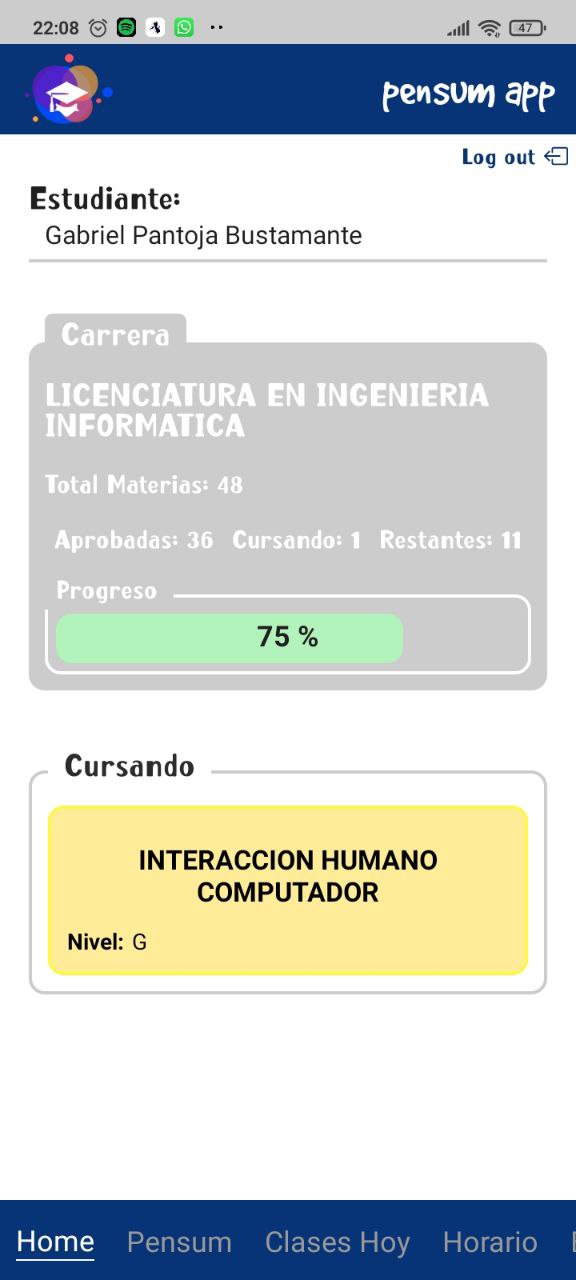 22:08 47
pensum app
Log out
Estudiante:
Gabriel Pantoja Bustamante
Carrera
LICENCIATURA EN INGENIERIA
INFORMATICA
Total Materias: 48
Aprobadas: 36 Cursando: 1 Restantes: 11
Progreso
75 %
Cursando
INTERACCION HUMANO
COMPUTADOR
Nivel: G
Home Pensum Clases Hoy Horario